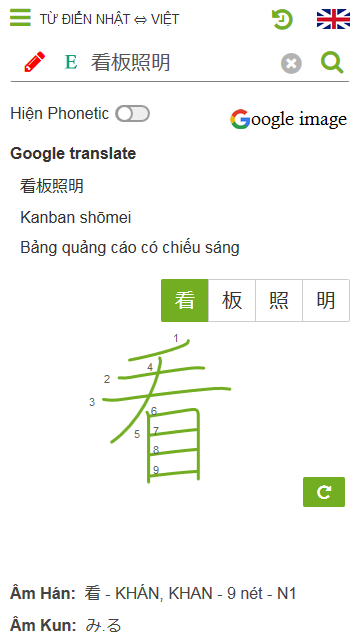 TỪ ĐIỂN NHẬT ⇔ VIỆT
E 看板照明
Hiện Phonetic
Google image
Google translate
看板照明
Kanban shōmei
Bảng quảng cáo có chiếu sáng
看 板 照 明
看
1
2
3
4
5
6
7
8
9
Âm Hán: 看 - KHÁN, KHAN - 9 nét - N1
Âm Kun: み.る